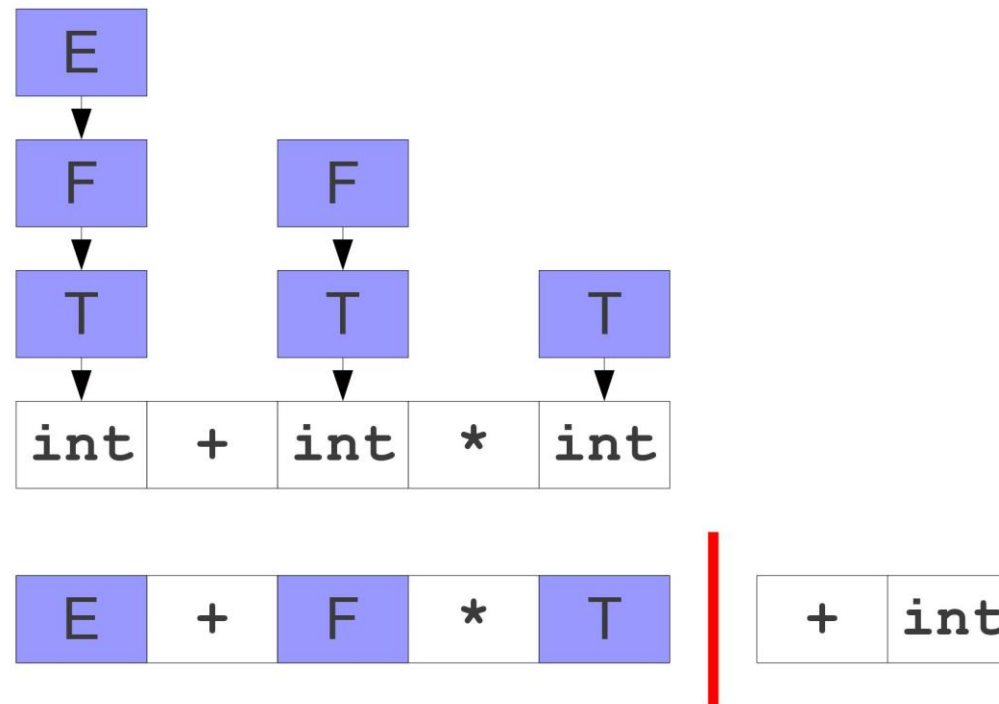 E
F F
T T T
int + int * int
E + F * T + int